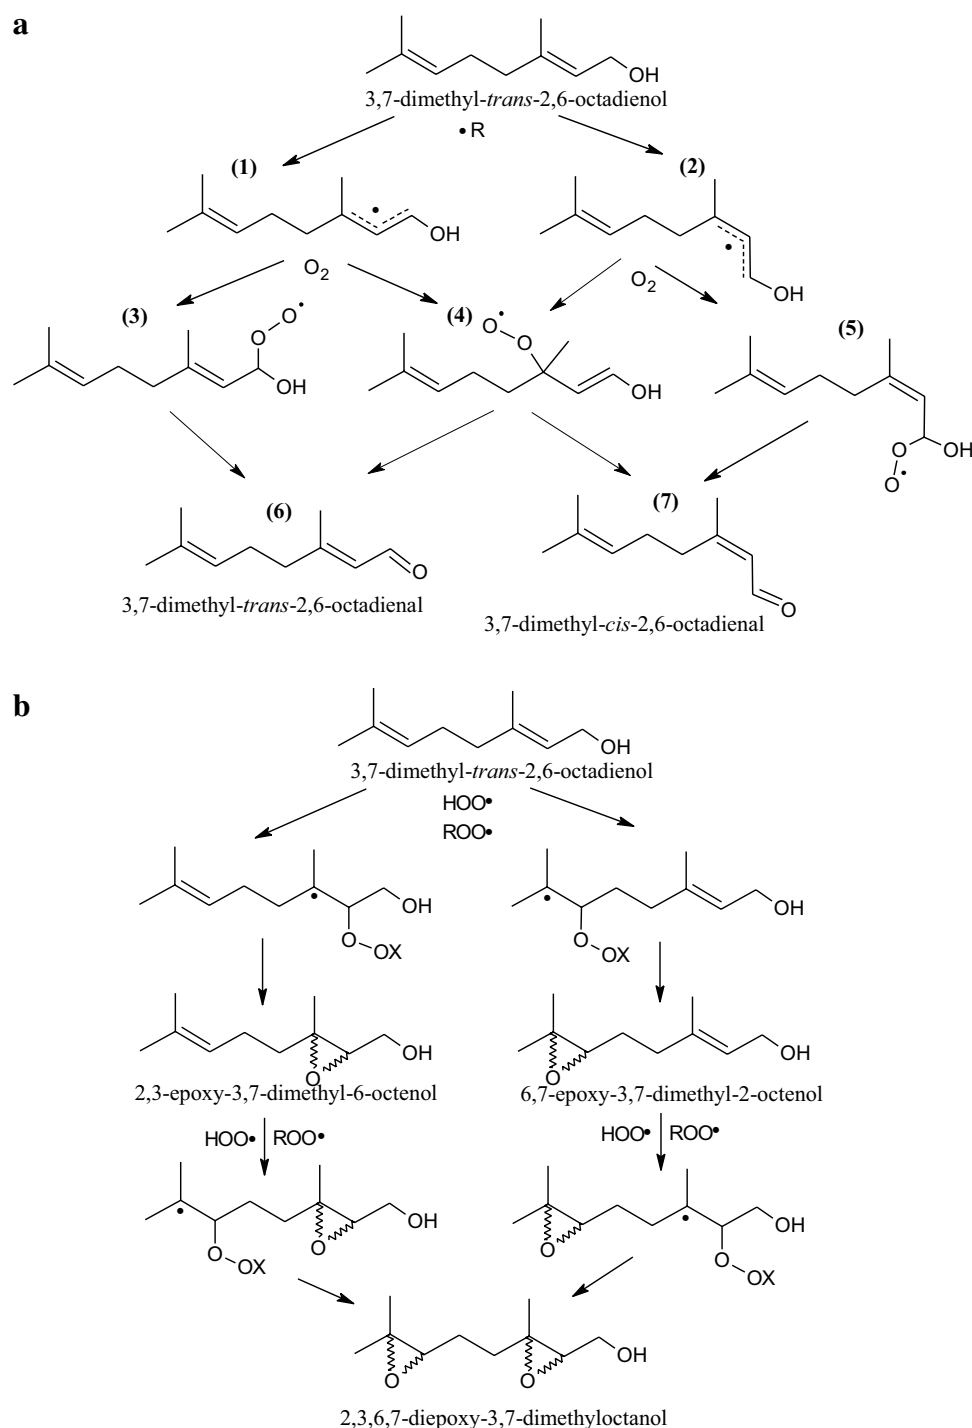 a
OH
3,7-dimethyl-trans-2,6-octadienol
•R
(1) (2)
OH
OH
O2 O2
(3) (4) (5)
O
O•
OH
O•
O
OH
O
O•
OH
(6) (7)
O
O
3,7-dimethyl-trans-2,6-octadienal
3,7-dimethyl-cis-2,6-octadienal
b
OH
3,7-dimethyl-trans-2,6-octadienol
HOO•
ROO•
OH
O
OX
OH
O
OX
OH
O
OH
O
2,3-epoxy-3,7-dimethyl-6-octenol
6,7-epoxy-3,7-dimethyl-2-octenol
HOO• ROO•
HOO• ROO•
OH
O
O
OX
OH
O
O
OX
OH
O
O
2,3,6,7-diepoxy-3,7-dimethyloctanol